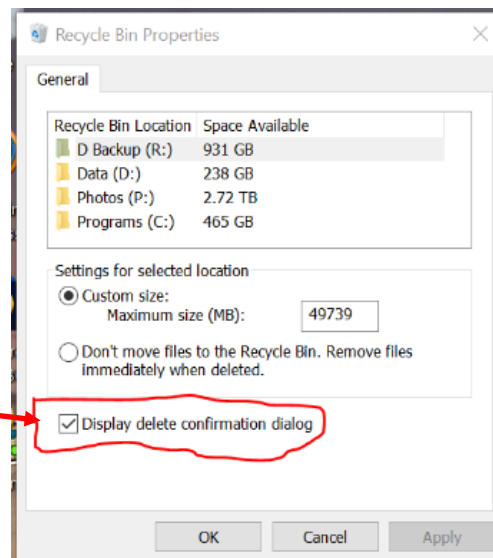 Recycle Bin Properties
General
Recycle Bin Location Space Available
D Backup (R:) 931 GB
Data (D:) 238 GB
Photos (P:) 2.72 TB
Programs (C:) 465 GB
Settings for selected location
Custom size:
Maximum size (MB): 49739
Don't move files to the Recycle Bin. Remove files
immediately when deleted.
Display delete confirmation dialog
OK Cancel Apply